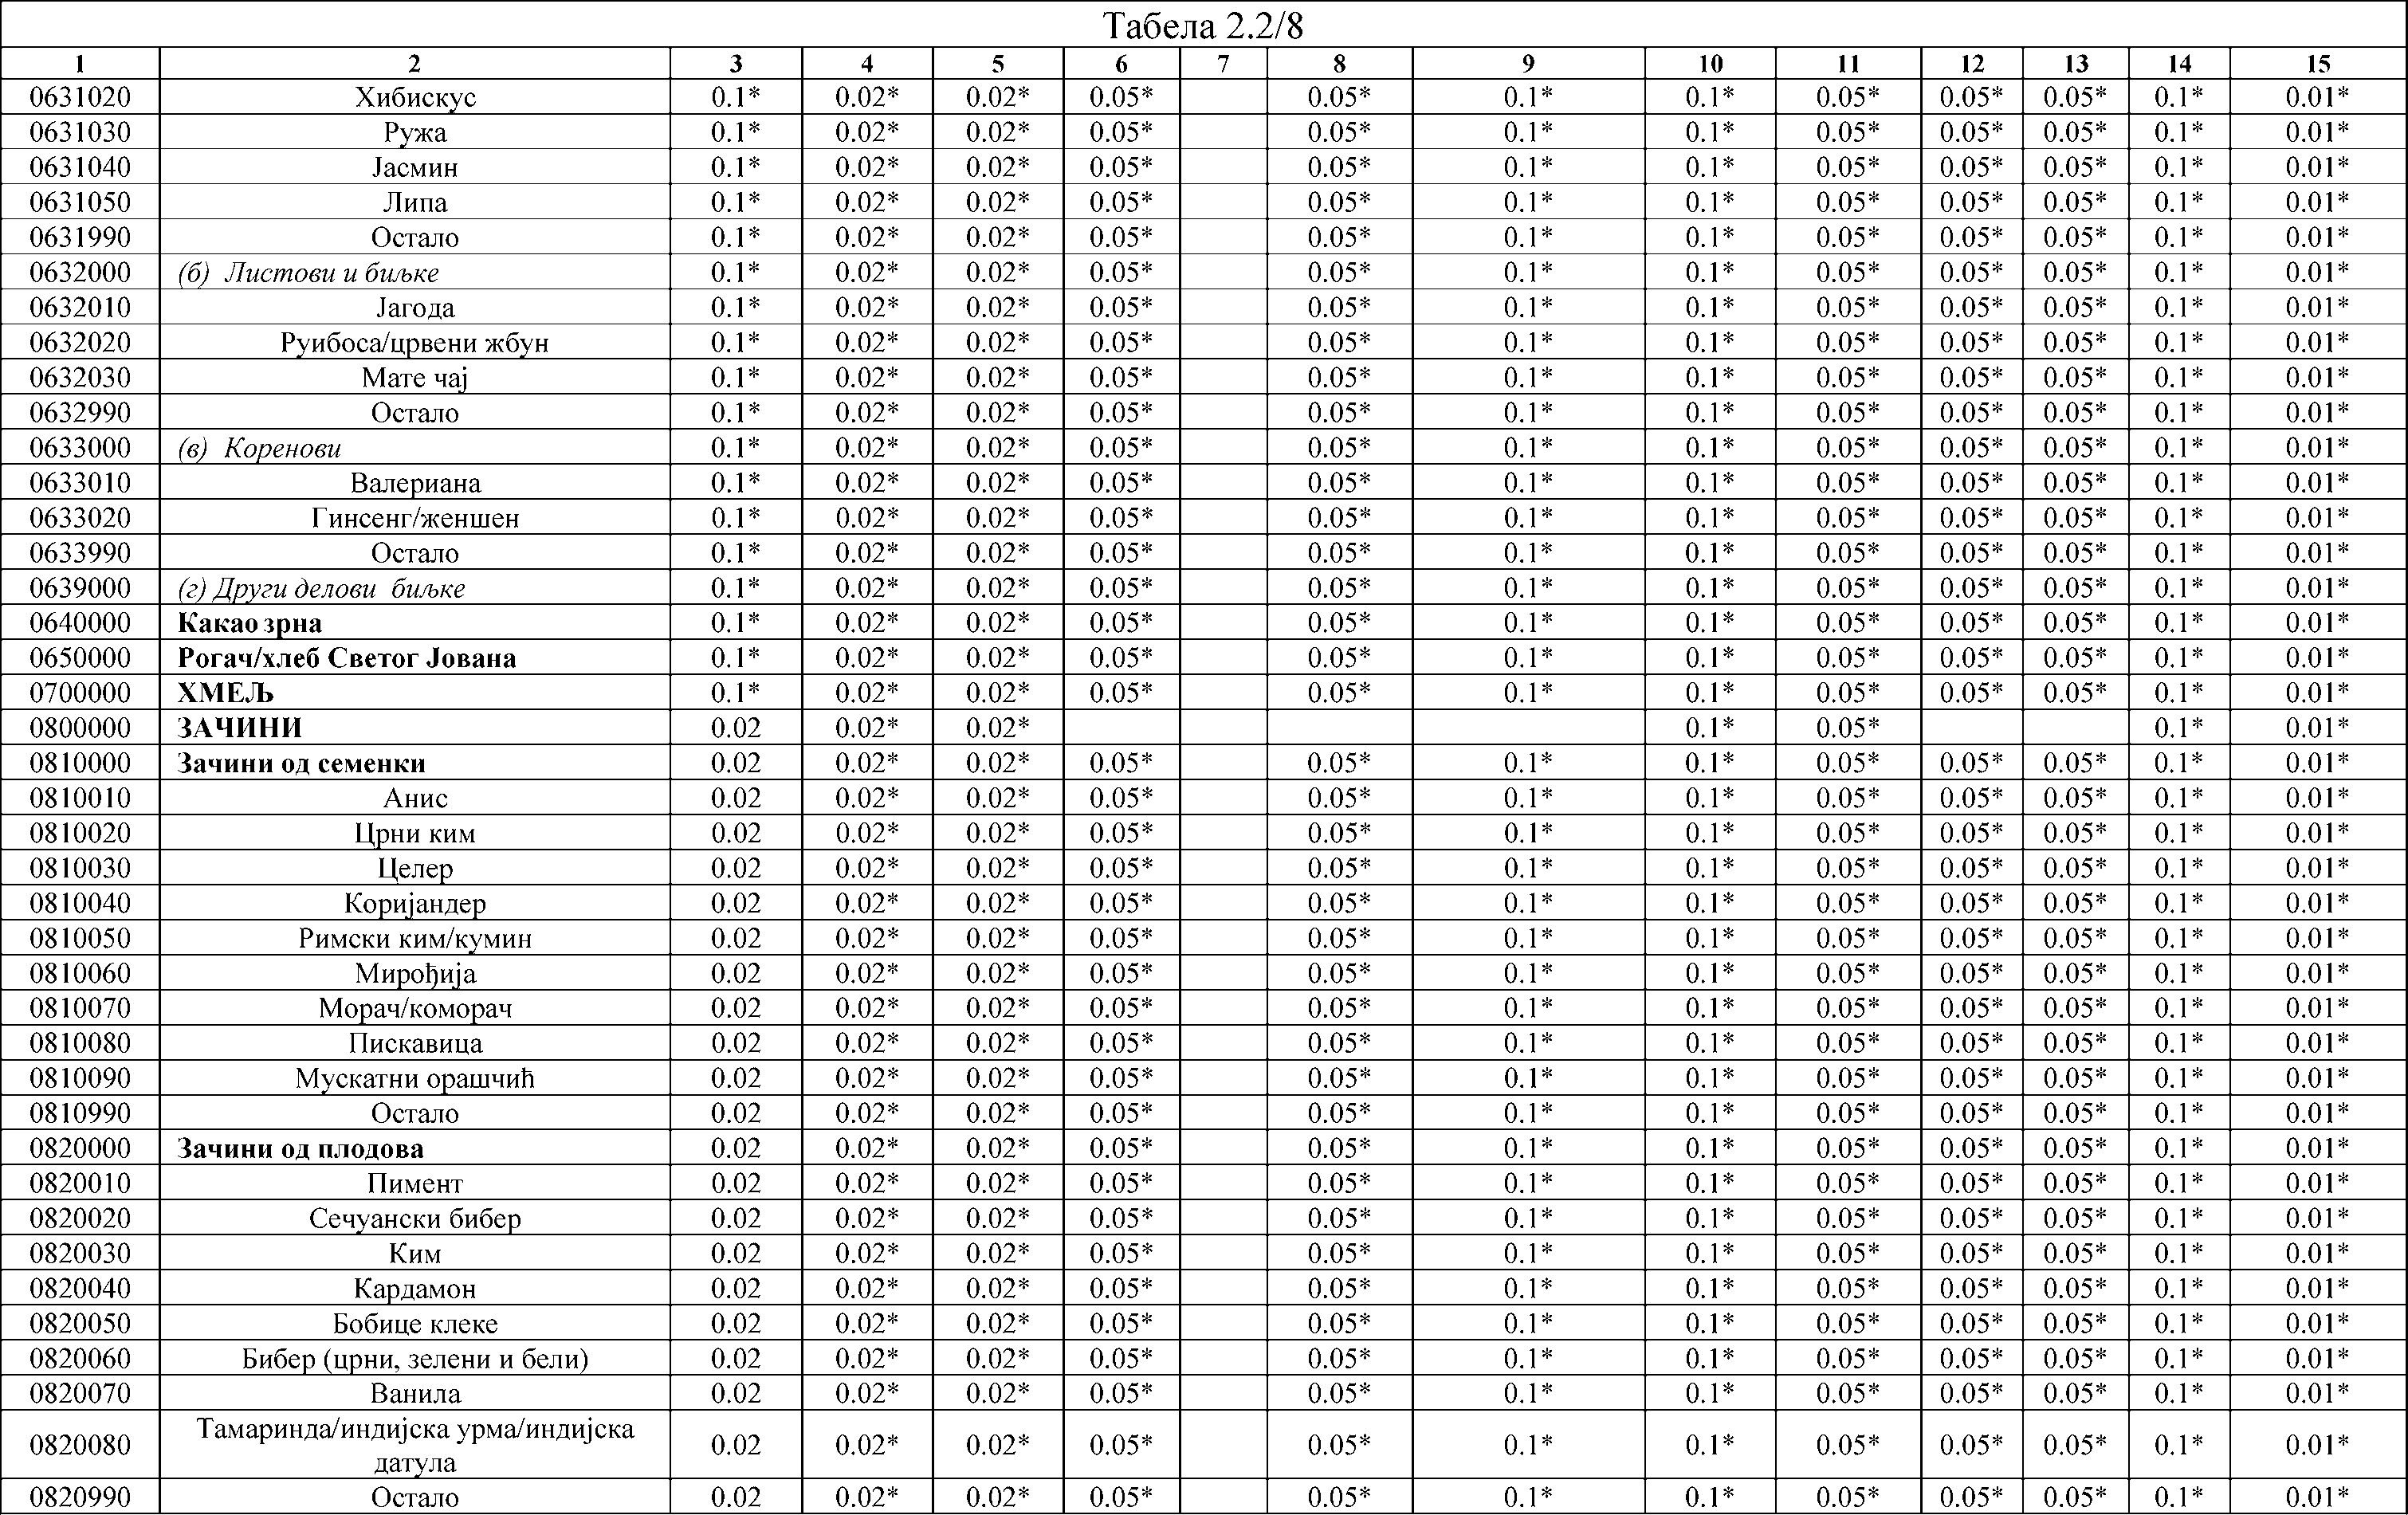 Табела 2.2/8
1 2 3 4 5 6 7 8 9 10 11 12 13 14 15
0631020 Хибискус 0.1* 0.02* 0.02* 0.05* 0.05* 0.1* 0.1* 0.05* 0.05* 0.05* 0.1* 0.01*
0631030 Ружа 0.1* 0.02* 0.02* 0.05* 0.05* 0.1* 0.1* 0.05* 0.05* 0.05* 0.1* 0.01*
0631040 Јасмин 0.1* 0.02* 0.02* 0.05* 0.05* 0.1* 0.1* 0.05* 0.05* 0.05* 0.1* 0.01*
0631050 Липа 0.1* 0.02* 0.02* 0.05* 0.05* 0.1* 0.1* 0.05* 0.05* 0.05* 0.1* 0.01*
0631990 Остало 0.1* 0.02* 0.02* 0.05* 0.05* 0.1* 0.1* 0.05* 0.05* 0.05* 0.1* 0.01*
0632000 (б) Листови и биљке 0.1* 0.02* 0.02* 0.05* 0.05* 0.1* 0.1* 0.05* 0.05* 0.05* 0.1* 0.01*
0632010 Јагода 0.1* 0.02* 0.02* 0.05* 0.05* 0.1* 0.1* 0.05* 0.05* 0.05* 0.1* 0.01*
0632020 Руибоса/црвени жбун 0.1* 0.02* 0.02* 0.05* 0.05* 0.1* 0.1* 0.05* 0.05* 0.05* 0.1* 0.01*
0632030 Мате чај 0.1* 0.02* 0.02* 0.05* 0.05* 0.1* 0.1* 0.05* 0.05* 0.05* 0.1* 0.01*
0632990 Остало 0.1* 0.02* 0.02* 0.05* 0.05* 0.1* 0.1* 0.05* 0.05* 0.05* 0.1* 0.01*
0633000 (в) Коренови 0.1* 0.02* 0.02* 0.05* 0.05* 0.1* 0.1* 0.05* 0.05* 0.05* 0.1* 0.01*
0633010 Валериана 0.1* 0.02* 0.02* 0.05* 0.05* 0.1* 0.1* 0.05* 0.05* 0.05* 0.1* 0.01*
0633020 Гинсенг/женшен 0.1* 0.02* 0.02* 0.05* 0.05* 0.1* 0.1* 0.05* 0.05* 0.05* 0.1* 0.01*
0633990 Остало 0.1* 0.02* 0.02* 0.05* 0.05* 0.1* 0.1* 0.05* 0.05* 0.05* 0.1* 0.01*
0639000 (г) Други делови биљке 0.1* 0.02* 0.02* 0.05* 0.05* 0.1* 0.1* 0.05* 0.05* 0.05* 0.1* 0.01*
0640000 Какао зрна 0.1* 0.02* 0.02* 0.05* 0.05* 0.1* 0.1* 0.05* 0.05* 0.05* 0.1* 0.01*
0650000 Рогач/хлеб Светог Јована 0.1* 0.02* 0.02* 0.05* 0.05* 0.1* 0.1* 0.05* 0.05* 0.05* 0.1* 0.01*
0700000 ХМЕЉ 0.1* 0.02* 0.02* 0.05* 0.05* 0.1* 0.1* 0.05* 0.05* 0.05* 0.1* 0.01*
0800000 ЗАЧИНИ 0.02 0.02* 0.02* 0.1* 0.05* 0.1* 0.01*
0810000 Зачини од семенки 0.02 0.02* 0.02* 0.05* 0.05* 0.1* 0.1* 0.05* 0.05* 0.05* 0.1* 0.01*
0810010 Анис 0.02 0.02* 0.02* 0.05* 0.05* 0.1* 0.1* 0.05* 0.05* 0.05* 0.1* 0.01*
0810020 Црни ким 0.02 0.02* 0.02* 0.05* 0.05* 0.1* 0.1* 0.05* 0.05* 0.05* 0.1* 0.01*
0810030 Целер 0.02 0.02* 0.02* 0.05* 0.05* 0.1* 0.1* 0.05* 0.05* 0.05* 0.1* 0.01*
0810040 Коријандер 0.02 0.02* 0.02* 0.05* 0.05* 0.1* 0.1* 0.05* 0.05* 0.05* 0.1* 0.01*
0810050 Римски ким/кумин 0.02 0.02* 0.02* 0.05* 0.05* 0.1* 0.1* 0.05* 0.05* 0.05* 0.1* 0.01*
0810060 Мирођија 0.02 0.02* 0.02* 0.05* 0.05* 0.1* 0.1* 0.05* 0.05* 0.05* 0.1* 0.01*
0810070 Морач/коморач 0.02 0.02* 0.02* 0.05* 0.05* 0.1* 0.1* 0.05* 0.05* 0.05* 0.1* 0.01*
0810080 Пискавица 0.02 0.02* 0.02* 0.05* 0.05* 0.1* 0.1* 0.05* 0.05* 0.05* 0.1* 0.01*
0810090 Мускатни орашчић 0.02 0.02* 0.02* 0.05* 0.05* 0.1* 0.1* 0.05* 0.05* 0.05* 0.1* 0.01*
0810990 Остало 0.02 0.02* 0.02* 0.05* 0.05* 0.1* 0.1* 0.05* 0.05* 0.05* 0.1* 0.01*
0820000 Зачини од плодова 0.02 0.02* 0.02* 0.05* 0.05* 0.1* 0.1* 0.05* 0.05* 0.05* 0.1* 0.01*
0820010 Пимент 0.02 0.02* 0.02* 0.05* 0.05* 0.1* 0.1* 0.05* 0.05* 0.05* 0.1* 0.01*
0820020 Сечуански бибер 0.02 0.02* 0.02* 0.05* 0.05* 0.1* 0.1* 0.05* 0.05* 0.05* 0.1* 0.01*
0820030 Ким 0.02 0.02* 0.02* 0.05* 0.05* 0.1* 0.1* 0.05* 0.05* 0.05* 0.1* 0.01*
0820040 Кардамон 0.02 0.02* 0.02* 0.05* 0.05* 0.1* 0.1* 0.05* 0.05* 0.05* 0.1* 0.01*
0820050 Бобице клеке 0.02 0.02* 0.02* 0.05* 0.05* 0.1* 0.1* 0.05* 0.05* 0.05* 0.1* 0.01*
0820060 Бибер (црни, зелени и бели) 0.02 0.02* 0.02* 0.05* 0.05* 0.1* 0.1* 0.05* 0.05* 0.05* 0.1* 0.01*
0820070 Ванила 0.02 0.02* 0.02* 0.05* 0.05* 0.1* 0.1* 0.05* 0.05* 0.05* 0.1* 0.01*
0820080 Тамаринда/индијска урма/индијска
датула 0.02 0.02* 0.02* 0.05* 0.05* 0.1* 0.1* 0.05* 0.05* 0.05* 0.1* 0.01*
0820990 Остало 0.02 0.02* 0.02* 0.05* 0.05* 0.1* 0.1* 0.05* 0.05* 0.05* 0.1* 0.01*